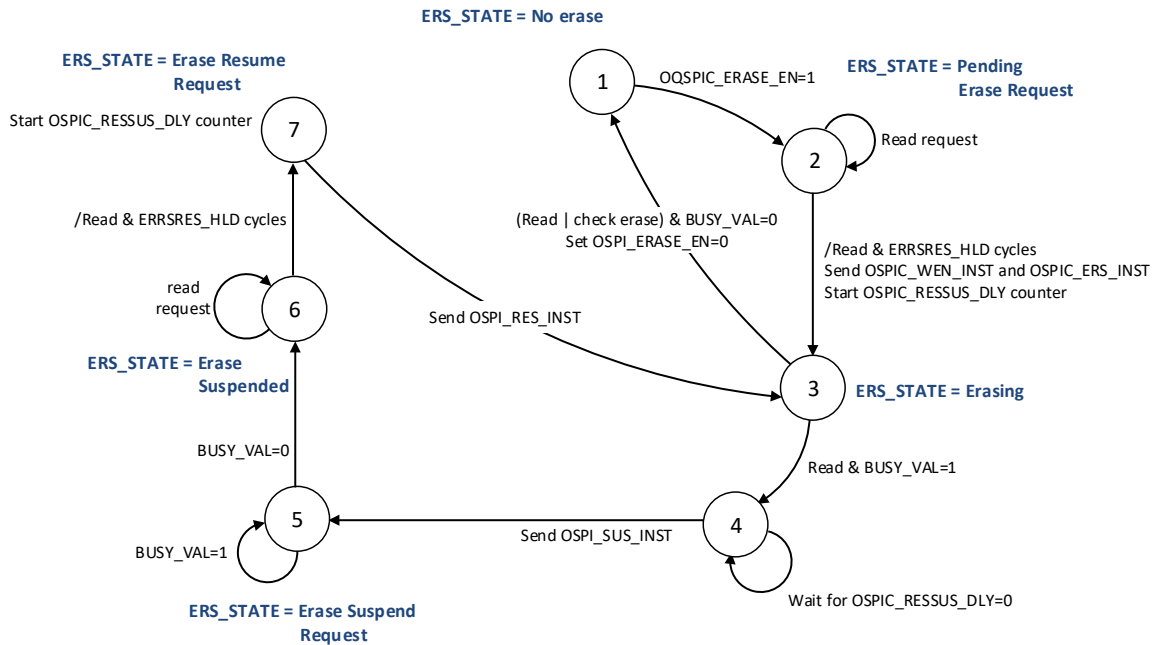 ERS_STATE = No erase
ERS_STATE = Erase Resume
Request
Start OSPIC_RESSUS_DLY counter
7
1
OQSPIC_ERASE_EN=1
ERS_STATE = Pending
Erase Request
2
Read request
/Read & ERRSRES_HLD cycles
(Read | check erase) & BUSY_VAL=0
Set OSPI_ERASE_EN=0
/Read & ERRSRES_HLD cycles
Send OSPIC_WEN_INST and OSPIC_ERS_INST
Start OSPIC_RESSUS_DLY counter
read
request
6
Send OSPI_RES_INST
ERS_STATE = Erase
Suspended
3
ERS_STATE = Erasing
BUSY_VAL=0
Read & BUSY_VAL=1
5
4
Send OSPI_SUS_INST
BUSY_VAL=1
Wait for OSPIC_RESSUS_DLY=0
ERS_STATE = Erase Suspend
Request